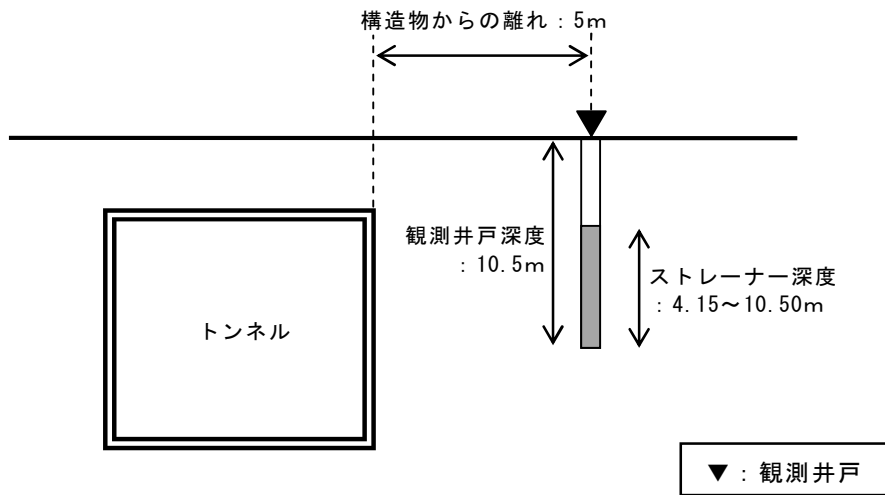 構造物からの離れ：5m
観測井戸深度
：10.5m
ストレーナー深度
：4.15～10.50m
トンネル
▼：観測井戸